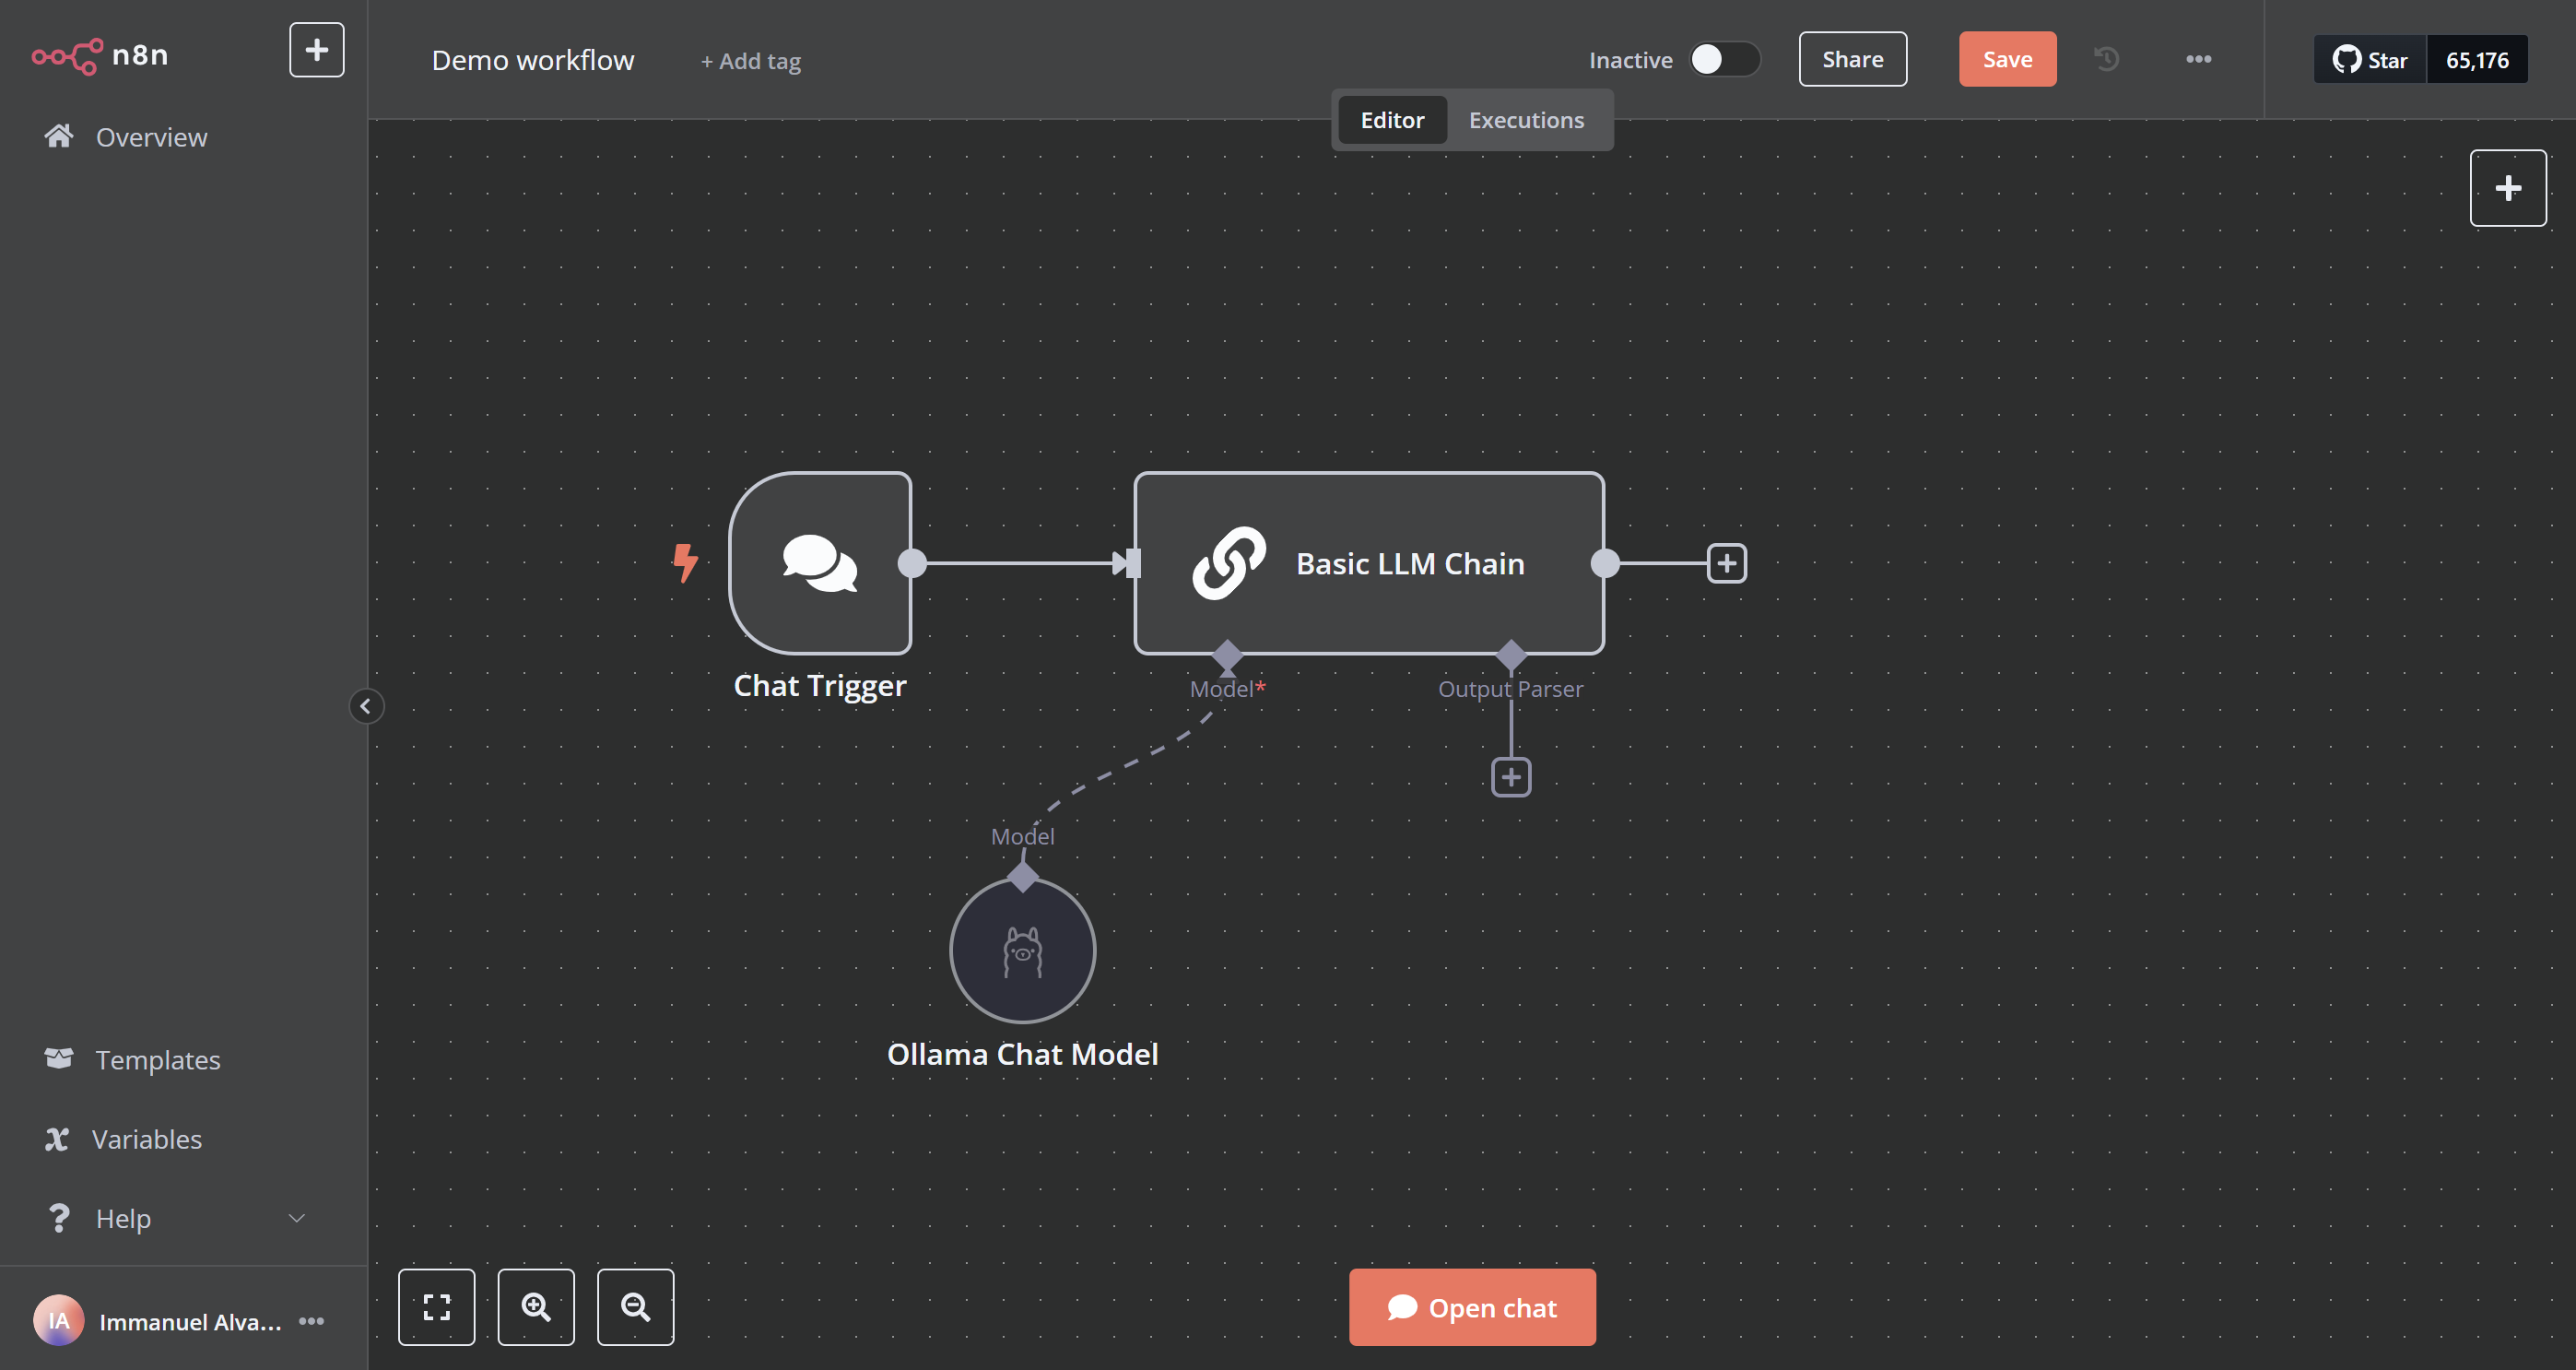 n8n
Overview
Demo workflow
+ Add tag
Inactive
Share
Save
Star
65,176
Editor
Executions
Basic LLM Chain
Chat Trigger
Model*
Output Parser
Model
Ollama Chat Model
Templates
Variables
Help
IA
Immanuel Alva...
Open chat